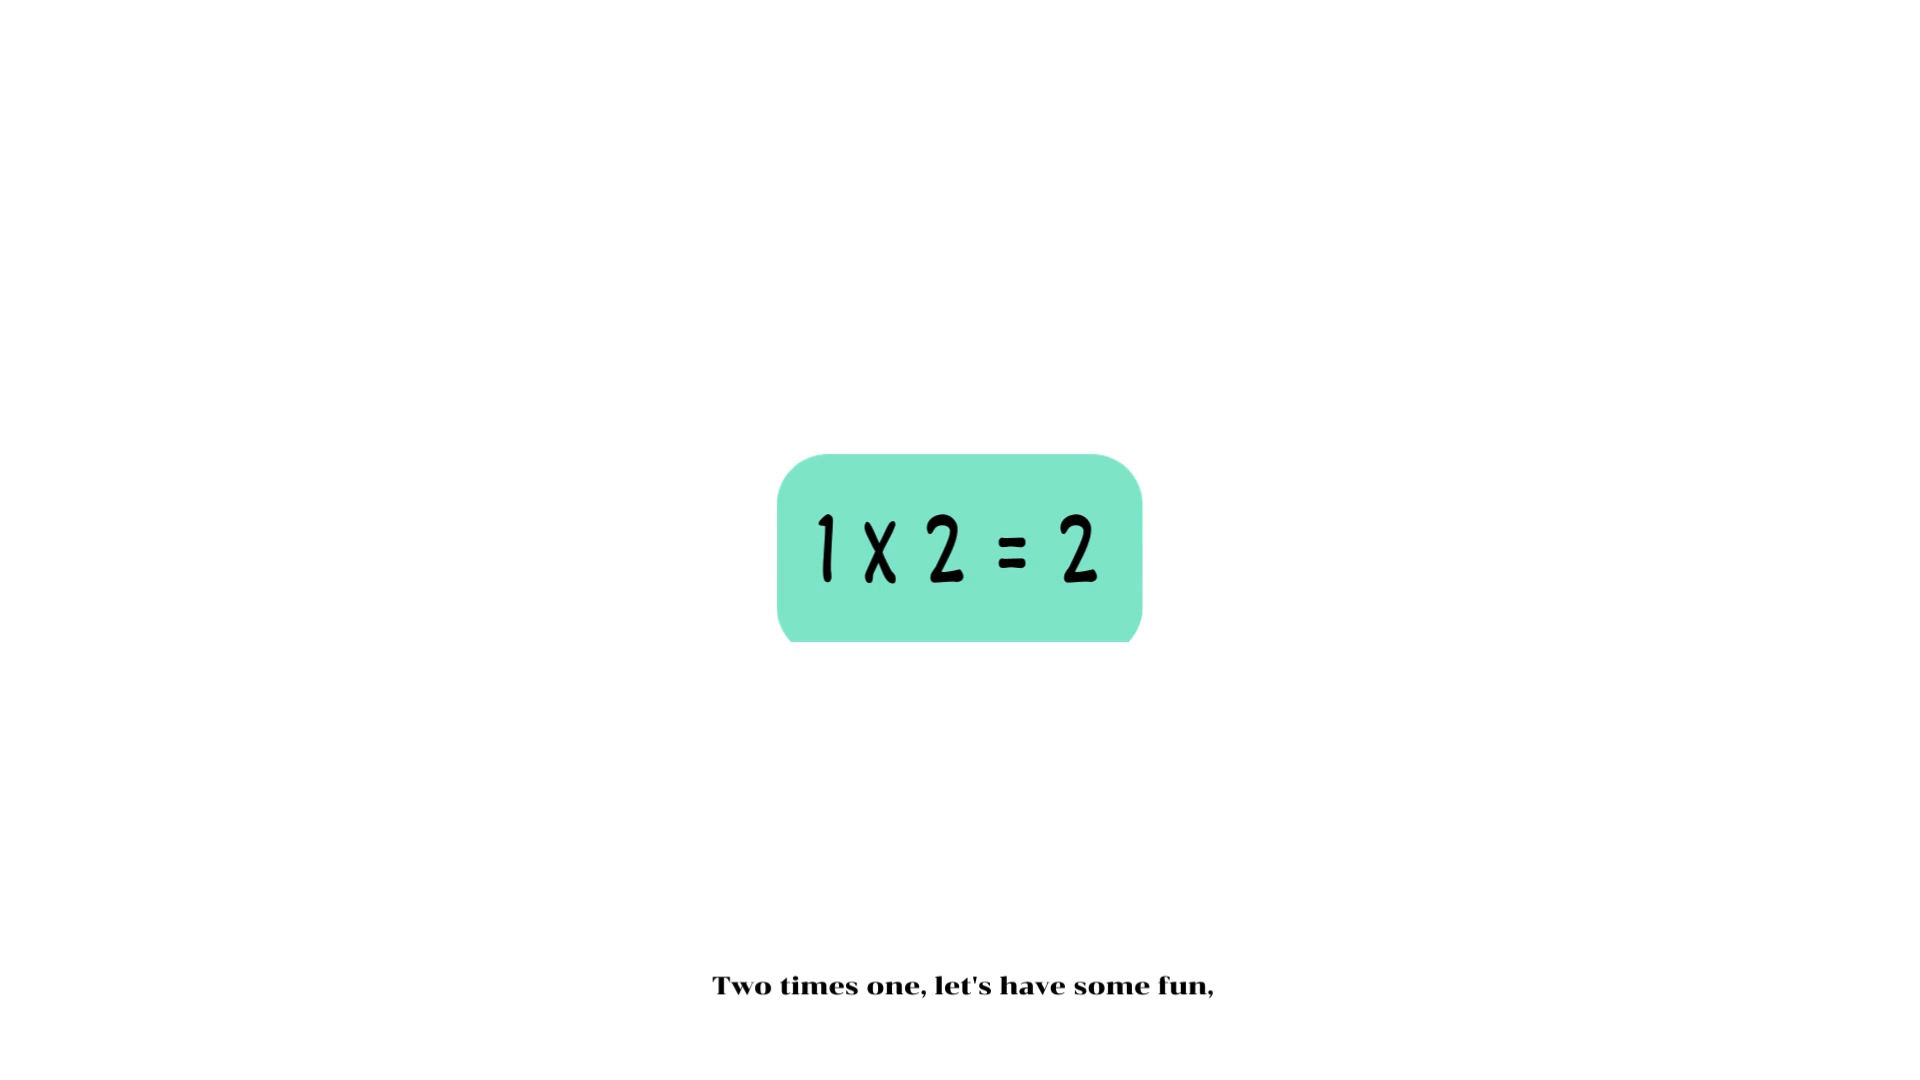 1 x 2 = 2
Two times one, let's have some fun,